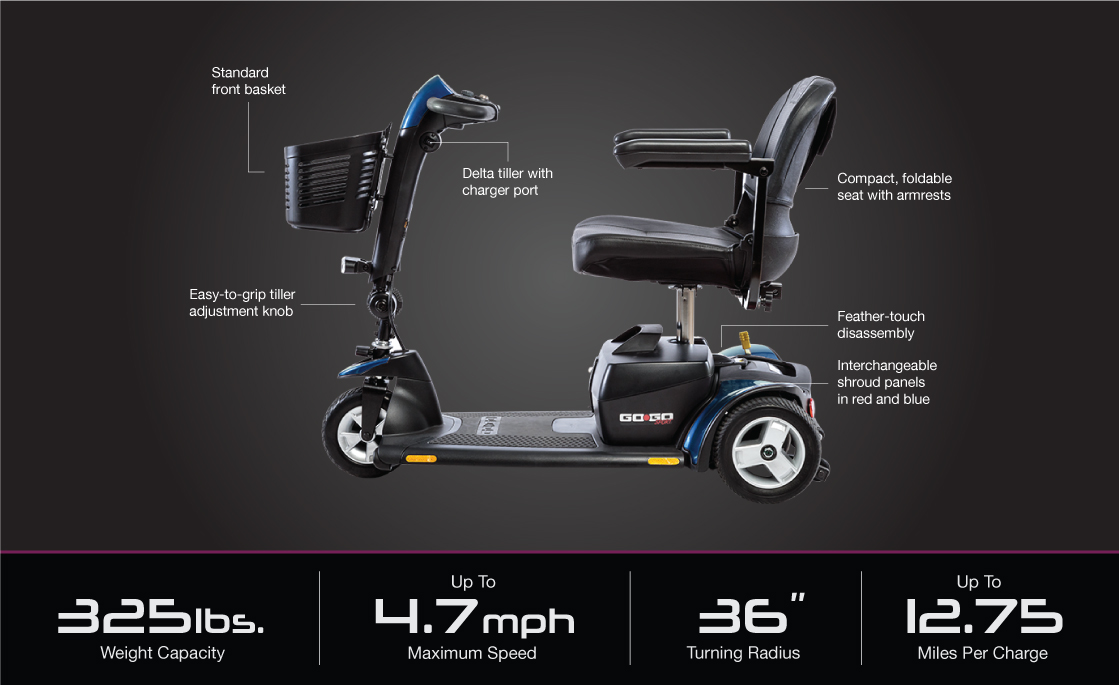 Standard
front basket
Delta tiller with
charger port
Compact, foldable
seat with armrests
Easy-to-grip tiller
adjustment knob
Feather-touch
disassembly
Interchangeable
shroud panels
in red and blue
GO·GO
SPORT
325lbs.
Weight Capacity
Up To
4.7mph
Maximum Speed
36"
Turning Radius
Up To
12.75
Miles Per Charge